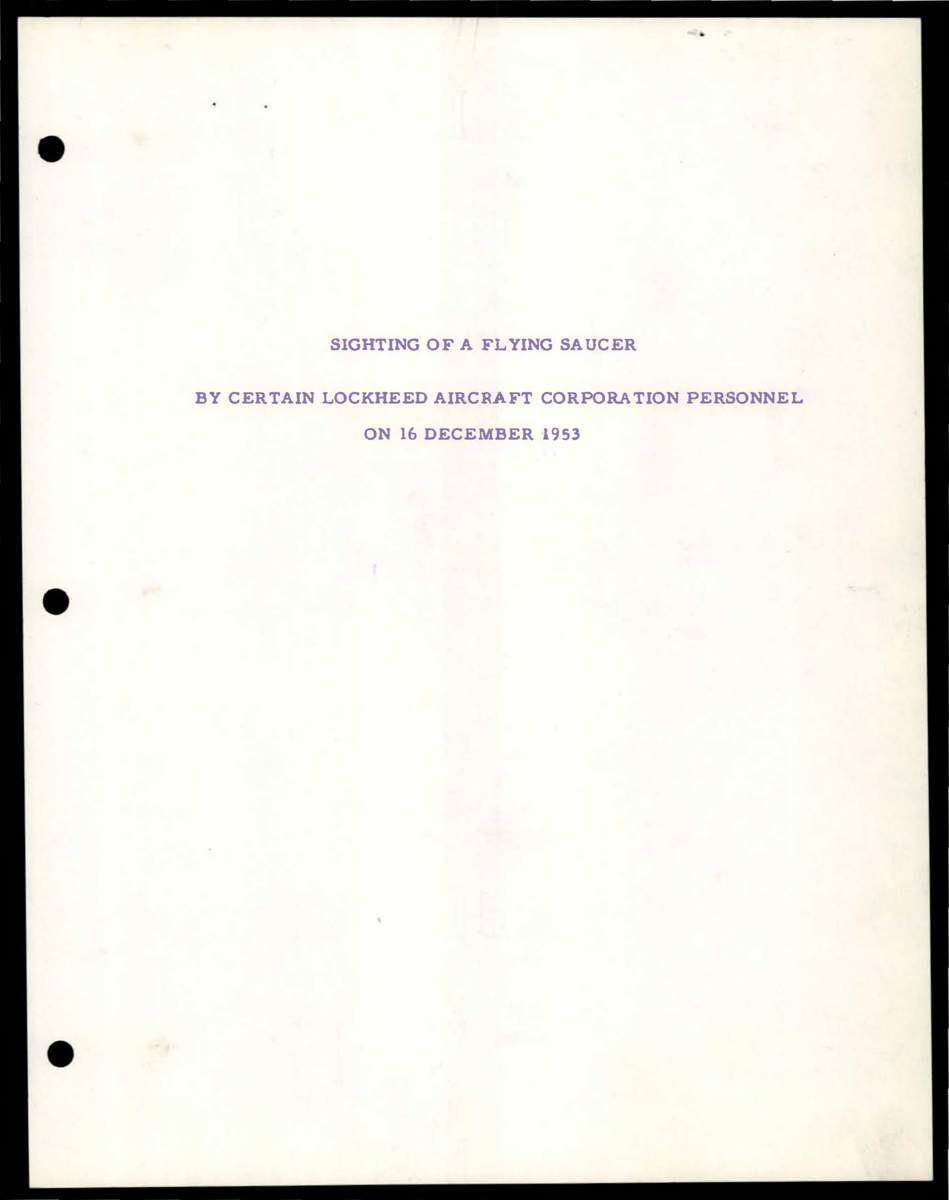 SIGHTING OF A FLYING SAUCER
BY CERTAIN LOCKHEED AIRCRAFT CORPORATION PERSONNEL
ON 16 DECEMBER 1953